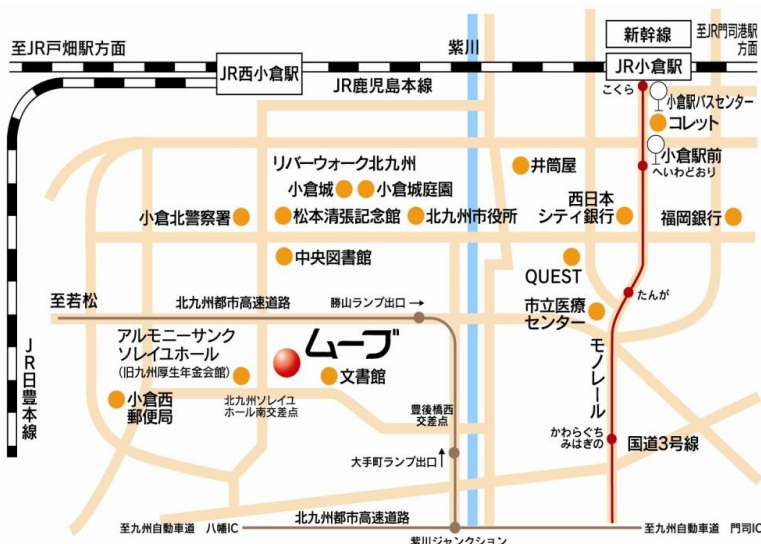 新幹線
至JR門司港駅
方面
至JR戸畑駅方面
紫川
JR西小倉駅
JR小倉駅
JR鹿児島本線
こくら
小倉駅バスセンター
コレット
小倉駅前
へいわどおり
リバーウォーク北九州
井筒屋
小倉城
小倉城庭園
小倉北警察署
松本清張記念館
北九州市役所
西日本
シティ銀行
福岡銀行
中央図書館
QUEST
至若松
北九州都市高速道路
勝山ランプ出口→
市立医療
センター
たんが
アルモニーサンク
ソレイユホール
(旧九州厚生年金会館)
ムーブ
文書館
モノレール
JR日豊本線
小倉西
郵便局
北九州ソレイユ
ホール南交差点
豊後橋西
交差点
かわらぐち
みはぎの
国道3号線
大手町ランプ出口↑
北九州都市高速道路
至九州自動車道 八幡IC
至九州自動車道 門司IC
紫川ジャンクション